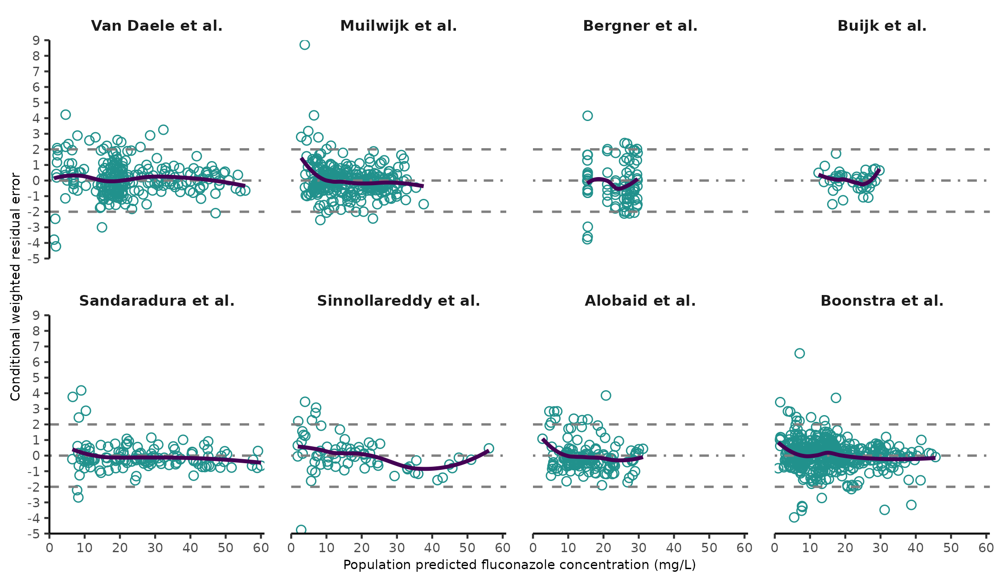 Van Daele et al.
Muilwijk et al.
Bergner et al.
Buijk et al.
9
8
7
6
5
4
3
2
1
0
-1
-2
-3
-4
-5
Conditional weighted residual error
Sandaradura et al.
Sinnollareddy et al.
Alobaid et al.
Boonstra et al.
9
8
7
6
5
4
3
2
1
0
-1
-2
-3
-4
-5
0 10 20 30 40 50 60
0 10 20 30 40 50 60
0 10 20 30 40 50 60
0 10 20 30 40 50 60
Population predicted fluconazole concentration (mg/L)